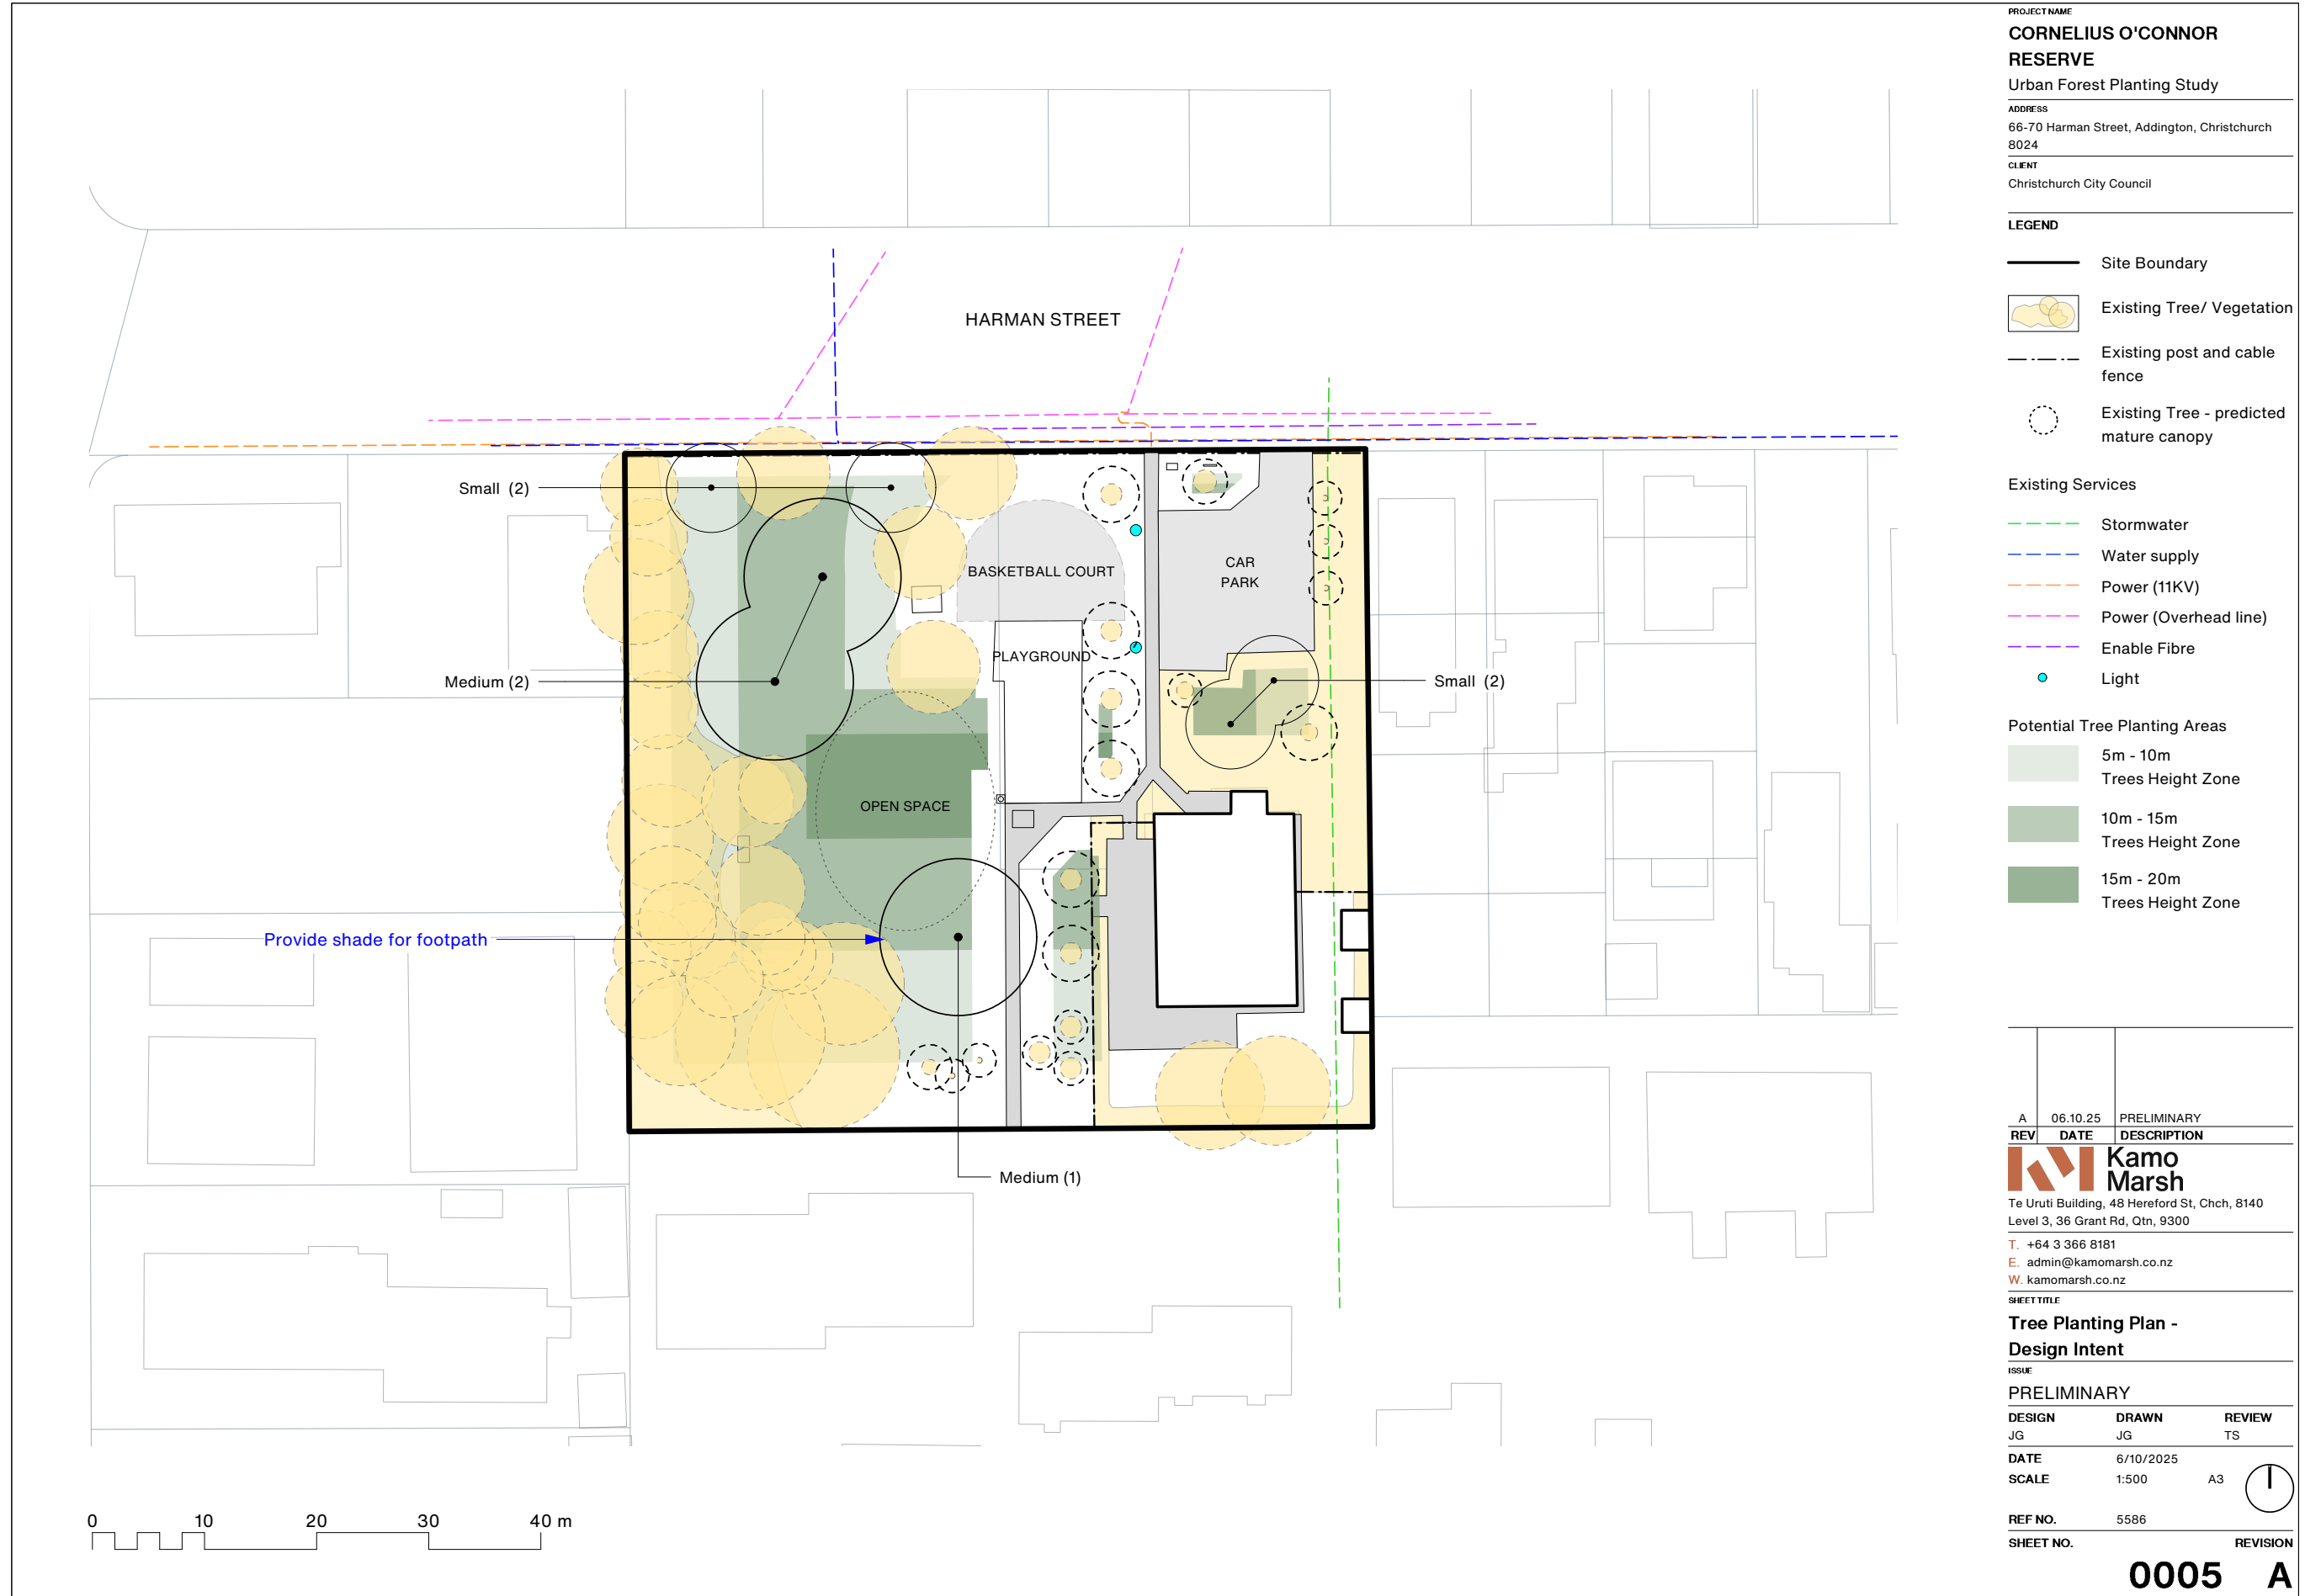 HARMAN STREET
Small (2)
BASKETBALL COURT
CAR
PARK
PLAYGROUND
Medium (2)
Small (2)
OPEN SPACE
Provide shade for footpath
Medium (1)
0 10 20 30 40 m
PROJECT NAME
CORNELIUS O'CONNOR
RESERVE
Urban Forest Planting Study
ADDRESS
66-70 Harman Street, Addington, Christchurch
8024
CLIENT
Christchurch City Council
LEGEND
Site Boundary
Existing Tree/ Vegetation
Existing post and cable
fence
Existing Tree - predicted
mature canopy
Existing Services
Stormwater
Water supply
Power (11KV)
Power (Overhead line)
Enable Fibre
Light
Potential Tree Planting Areas
5m - 10m
Trees Height Zone
10m - 15m
Trees Height Zone
15m - 20m
Trees Height Zone
A 06.10.25 PRELIMINARY
REV DATE DESCRIPTION
Kamo
Marsh
Te Uruti Building, 48 Hereford St, Chch, 8140
Level 3, 36 Grant Rd, Qtn, 9300
T. +64 3 366 8181
E. admin@kamomarsh.co.nz
W. kamomarsh.co.nz
SHEET TITLE
Tree Planting Plan -
Design Intent
ISSUE
PRELIMINARY
DESIGN DRAWN REVIEW
JG JG TS
DATE 6/10/2025
SCALE 1:500 A3
REF NO. 5586
SHEET NO. REVISION
0005 A